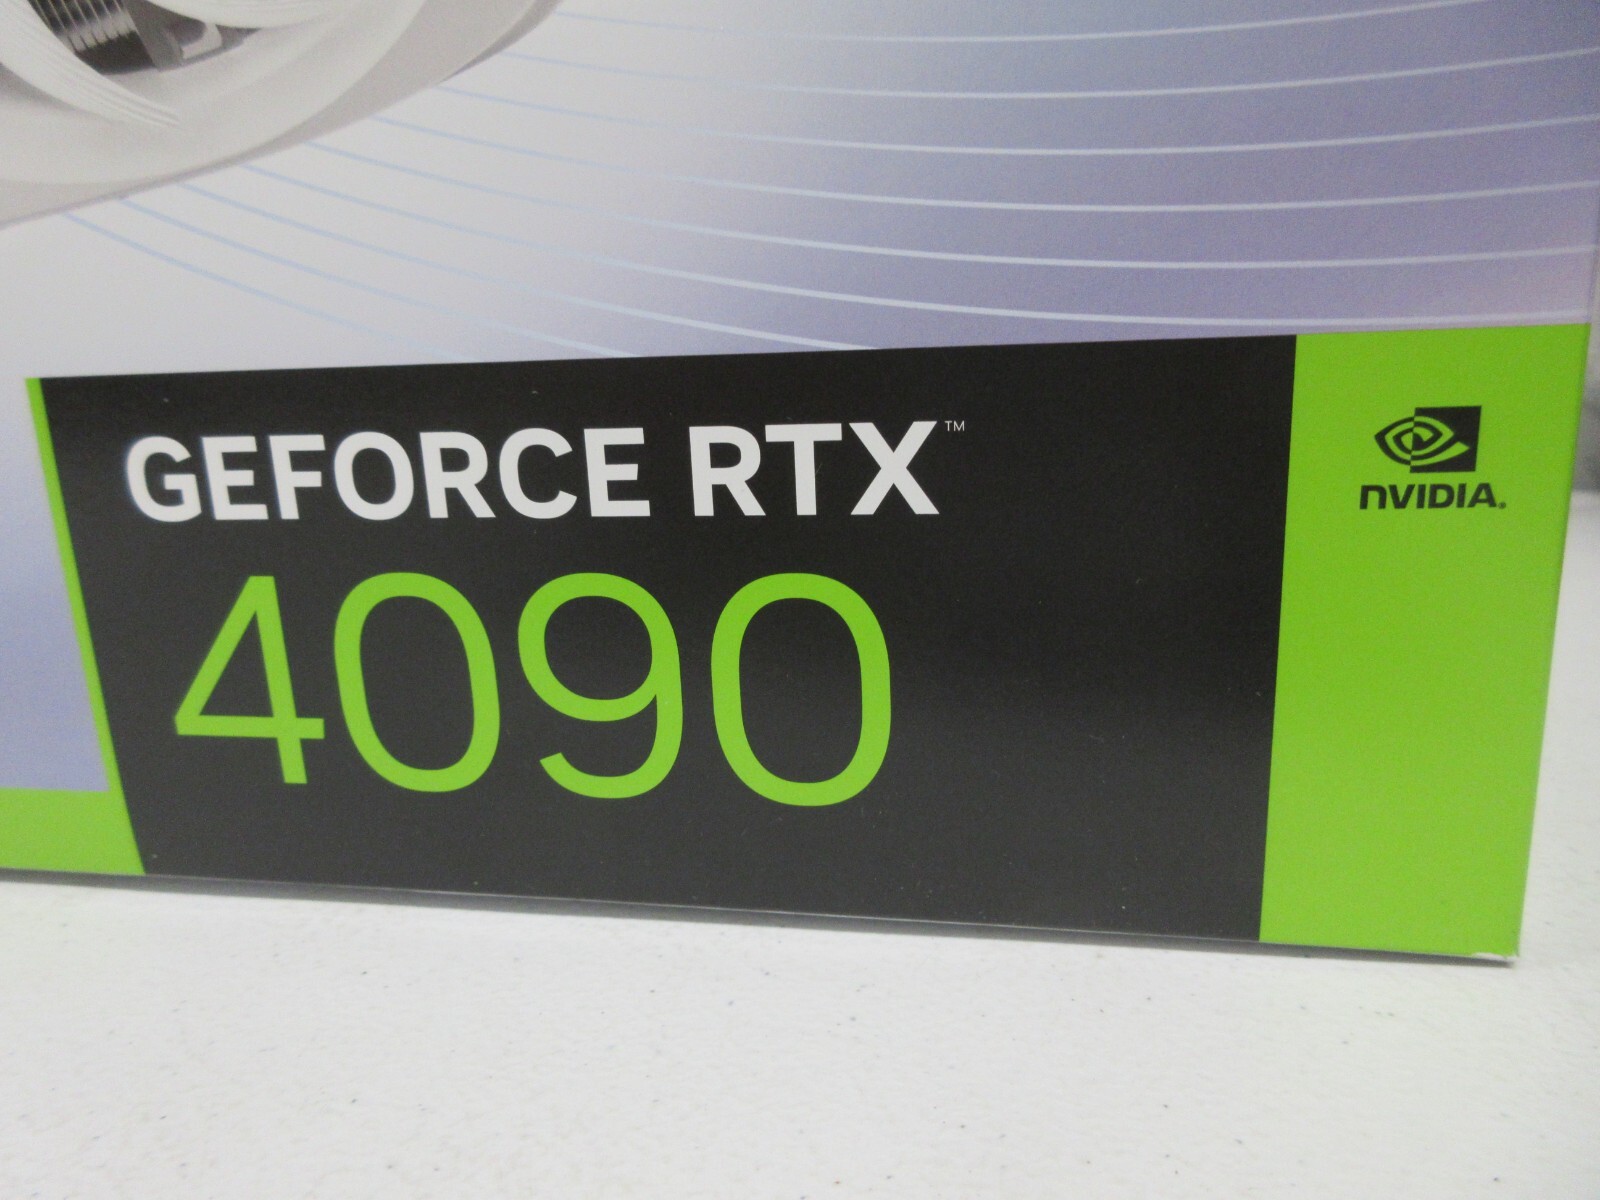 GEFORCE RTX™
4090
NVIDIA.